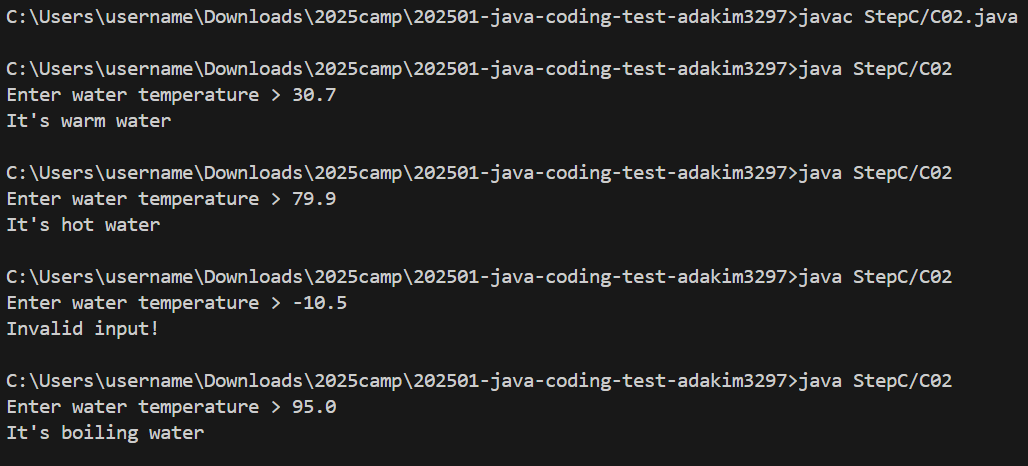 C:\Users\username\Downloads\2025camp\202501-java-coding-test-adakim3297>javac StepC/C02.java
C:\Users\username\Downloads\2025camp\202501-java-coding-test-adakim3297>java StepC/C02
Enter water temperature > 30.7
It's warm water
C:\Users\username\Downloads\2025camp\202501-java-coding-test-adakim3297>java StepC/C02
Enter water temperature > 79.9
It's hot water
C:\Users\username\Downloads\2025camp\202501-java-coding-test-adakim3297>java StepC/C02
Enter water temperature > -10.5
Invalid input!
C:\Users\username\Downloads\2025camp\202501-java-coding-test-adakim3297>java StepC/C02
Enter water temperature > 95.0
It's boiling water